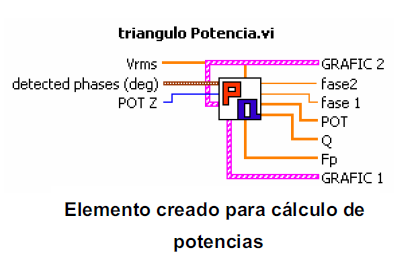 triangulo Potencia.vi
Vrms
detected phases (deg)
POT Z
GRAFIC 2
fase2
fase 1
POT
Q
Fp
GRAFIC 1
Elemento creado para cálculo de
potencias